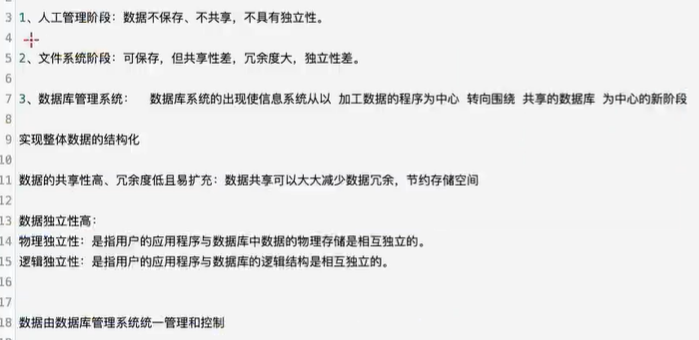 3 1、人工管理阶段：数据不保存、不共享，不具有独立性。
4
5 2、文件系统阶段：可保存，但共享性差，冗余度大，独立性差。
6
7 3、数据库管理系统： 数据库系统的出现使信息系统从以 加工数据的程序为中心 转向围绕 共享的数据库 为中心的新阶段
8
9 实现整体数据的结构化
10
11 数据的共享性高、冗余度低且易扩充：数据共享可以大大减少数据冗余，节约存储空间
12
13 数据独立性高：
14 物理独立性：是指用户的应用程序与数据库中数据的物理存储是相互独立的。
15 逻辑独立性：是指用户的应用程序与数据库的逻辑结构是相互独立的。
16
17
18 数据由数据库管理系统统一管理和控制